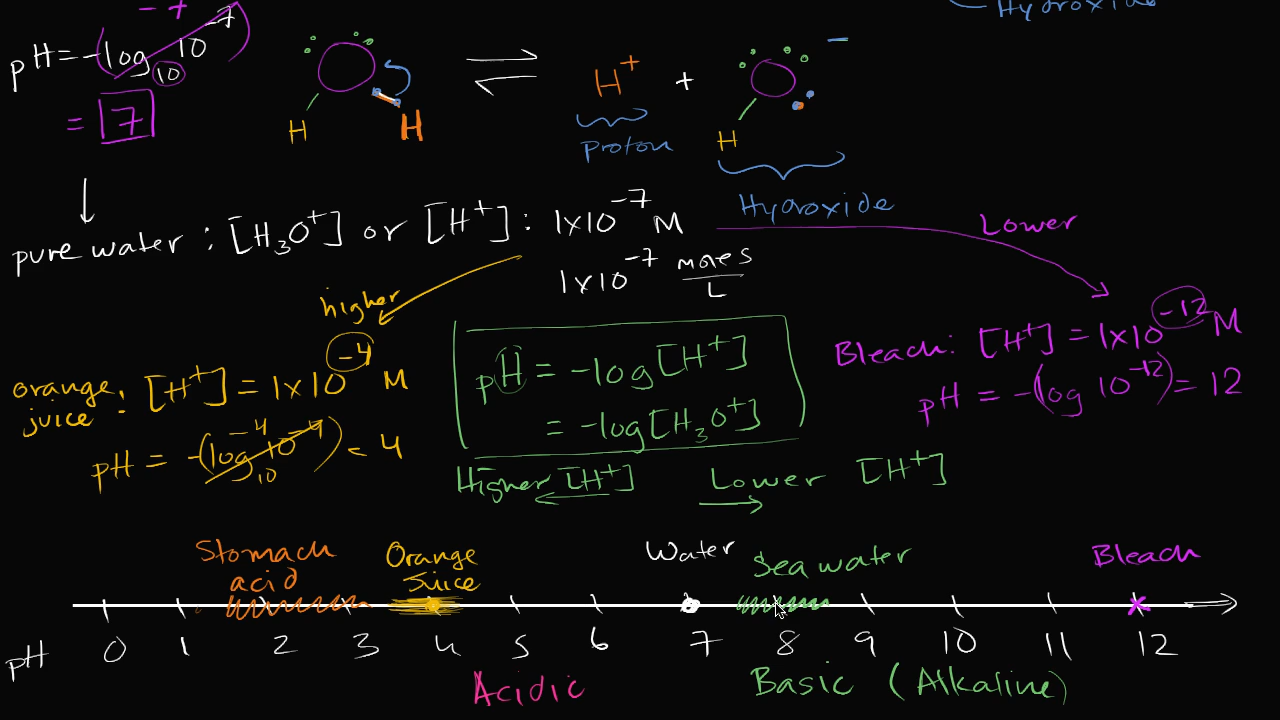 -7
pH = -(log₁₀ 10⁻⁷)
= 7
H
H
H⁺ + -
H
Proton
Hydroxide
Hydroxide
pure water : [H₃O⁺] or [H⁺] : 1x10⁻⁷ M
1x10⁻⁷ moles
L
Lower
higher
orange juice : [H⁺] = 1x10⁻⁴ M
pH = -(log₁₀ 10⁻⁴) = 4
-4
pH = -log[H⁺]
= -log[H₃O⁺]
Bleach: [H⁺] = 1x10⁻¹² M
pH = -(log 10⁻¹²) = 12
Higher [H⁺]
Lower [H⁺]
Stomach acid
Orange Juice
Water
Sea water
Bleach
pH 0 1 2 3 4 5 6 7 8 9 10 11 12
Acidic
Basic (Alkaline)